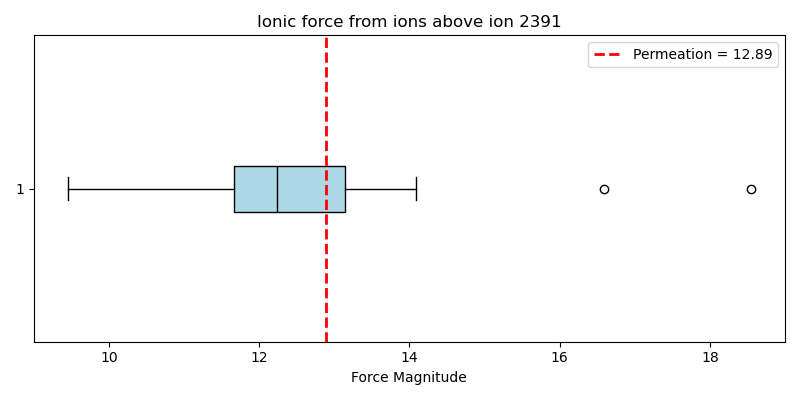 Ionic force from ions above ion 2391
Permeation = 12.89
1
10 12 14 16 18
Force Magnitude